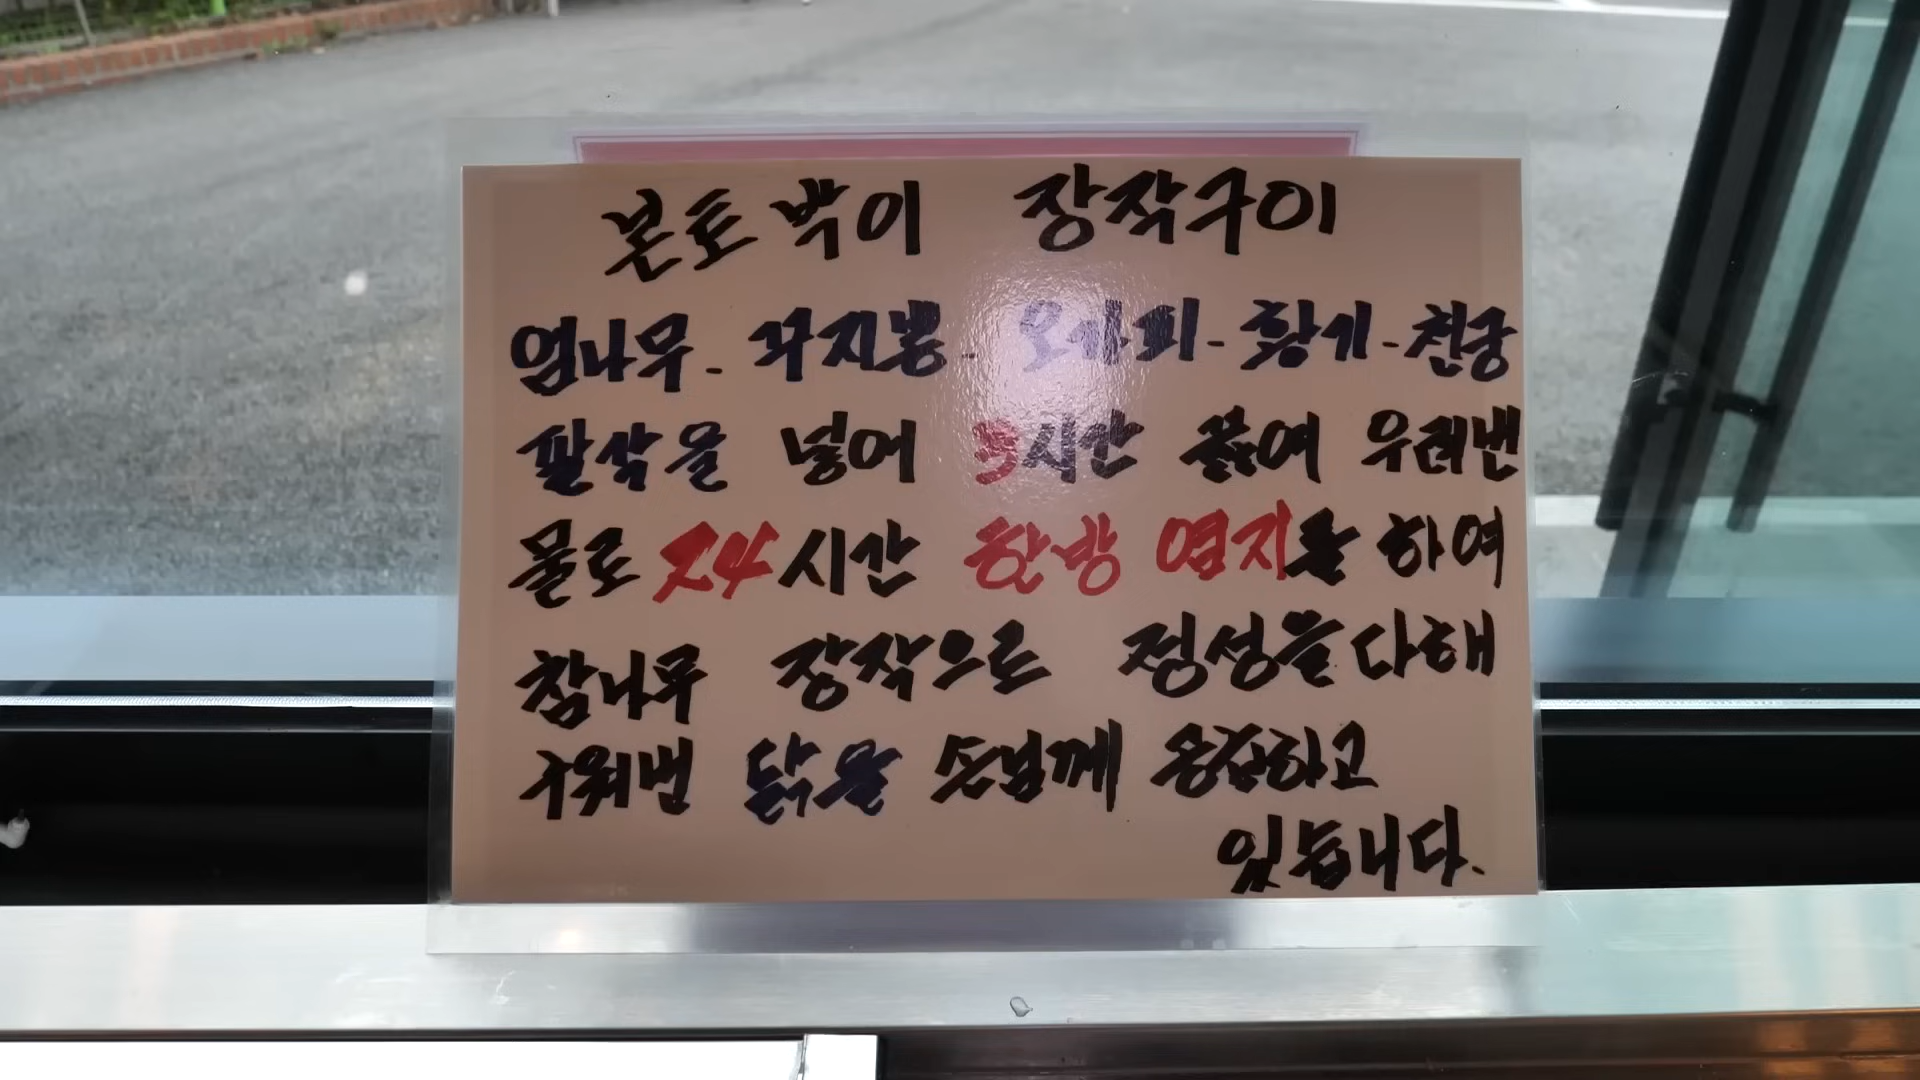 본토박이 장작구이
엄나무 - 꾸지뽕 - 오가피 - 황기 - 천궁
팔각을 넣어 3시간 끓여 우려낸
물로 24시간 한방 염지를 하여
참나무 장작으로 정성을다해
구워낸 닭을 손님께 응접하고
있습니다.